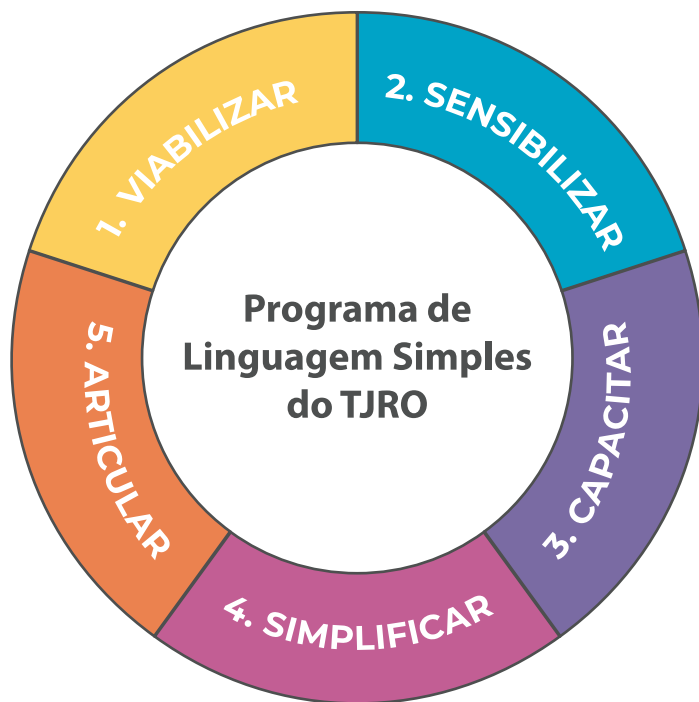 1. VIABILIZAR
2. SENSIBILIZAR
3. CAPACITAR
4. SIMPLIFICAR
5. ARTICULAR
Programa de
Linguagem Simples
do TJRO